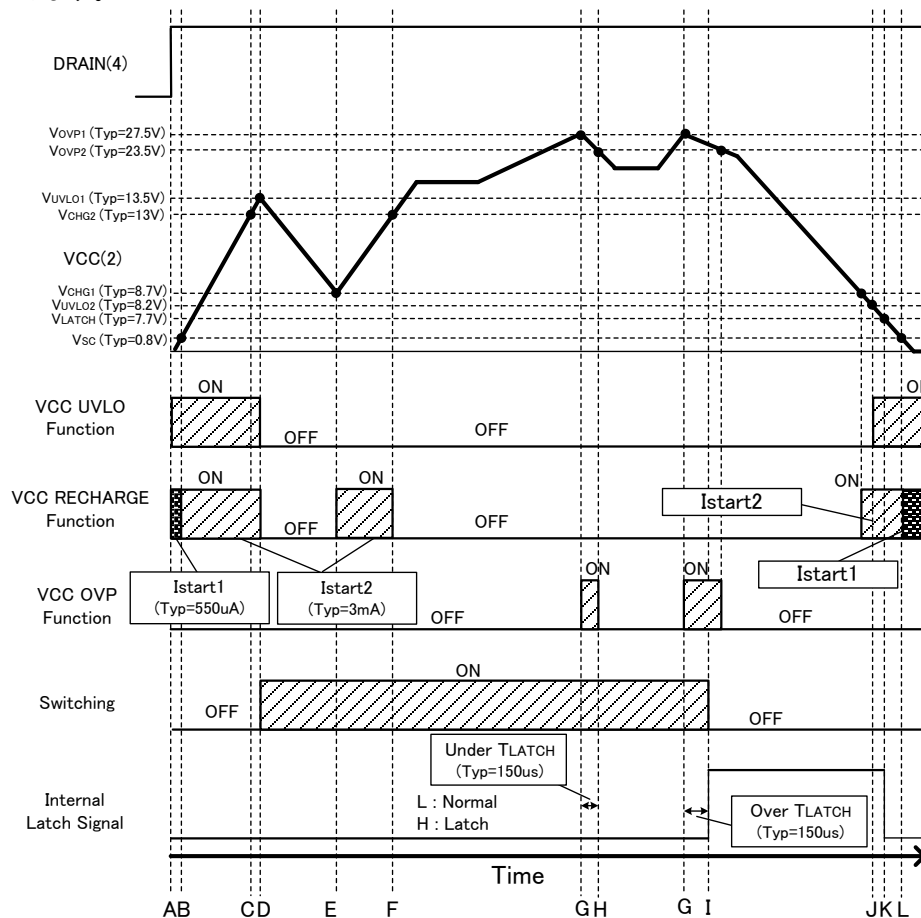 DRAIN(4)
VOVP1 (Typ=27.5V)
VOVP2 (Typ=23.5V)
VUVLO1 (Typ=13.5V)
VCHG2 (Typ=13V)
VCC(2)
VCHG1 (Typ=8.7V)
VUVLO2 (Typ=8.2V)
VLATCH (Typ=7.7V)
VSC (Typ=0.8V)
VCC UVLO
Function
ON
OFF
OFF
VCC RECHARGE
Function
ON
OFF
ON
OFF
ON
Istart2
Istart1
(Typ=550uA)
Istart2
(Typ=3mA)
Istart1
VCC OVP
Function
OFF
ON
ON
OFF
Switching
OFF
ON
OFF
Under TLATCH
(Typ=150us)
Internal
Latch Signal
L : Normal
H : Latch
Over TLATCH
(Typ=150us)
Time
A B C D E F G H G I J K L